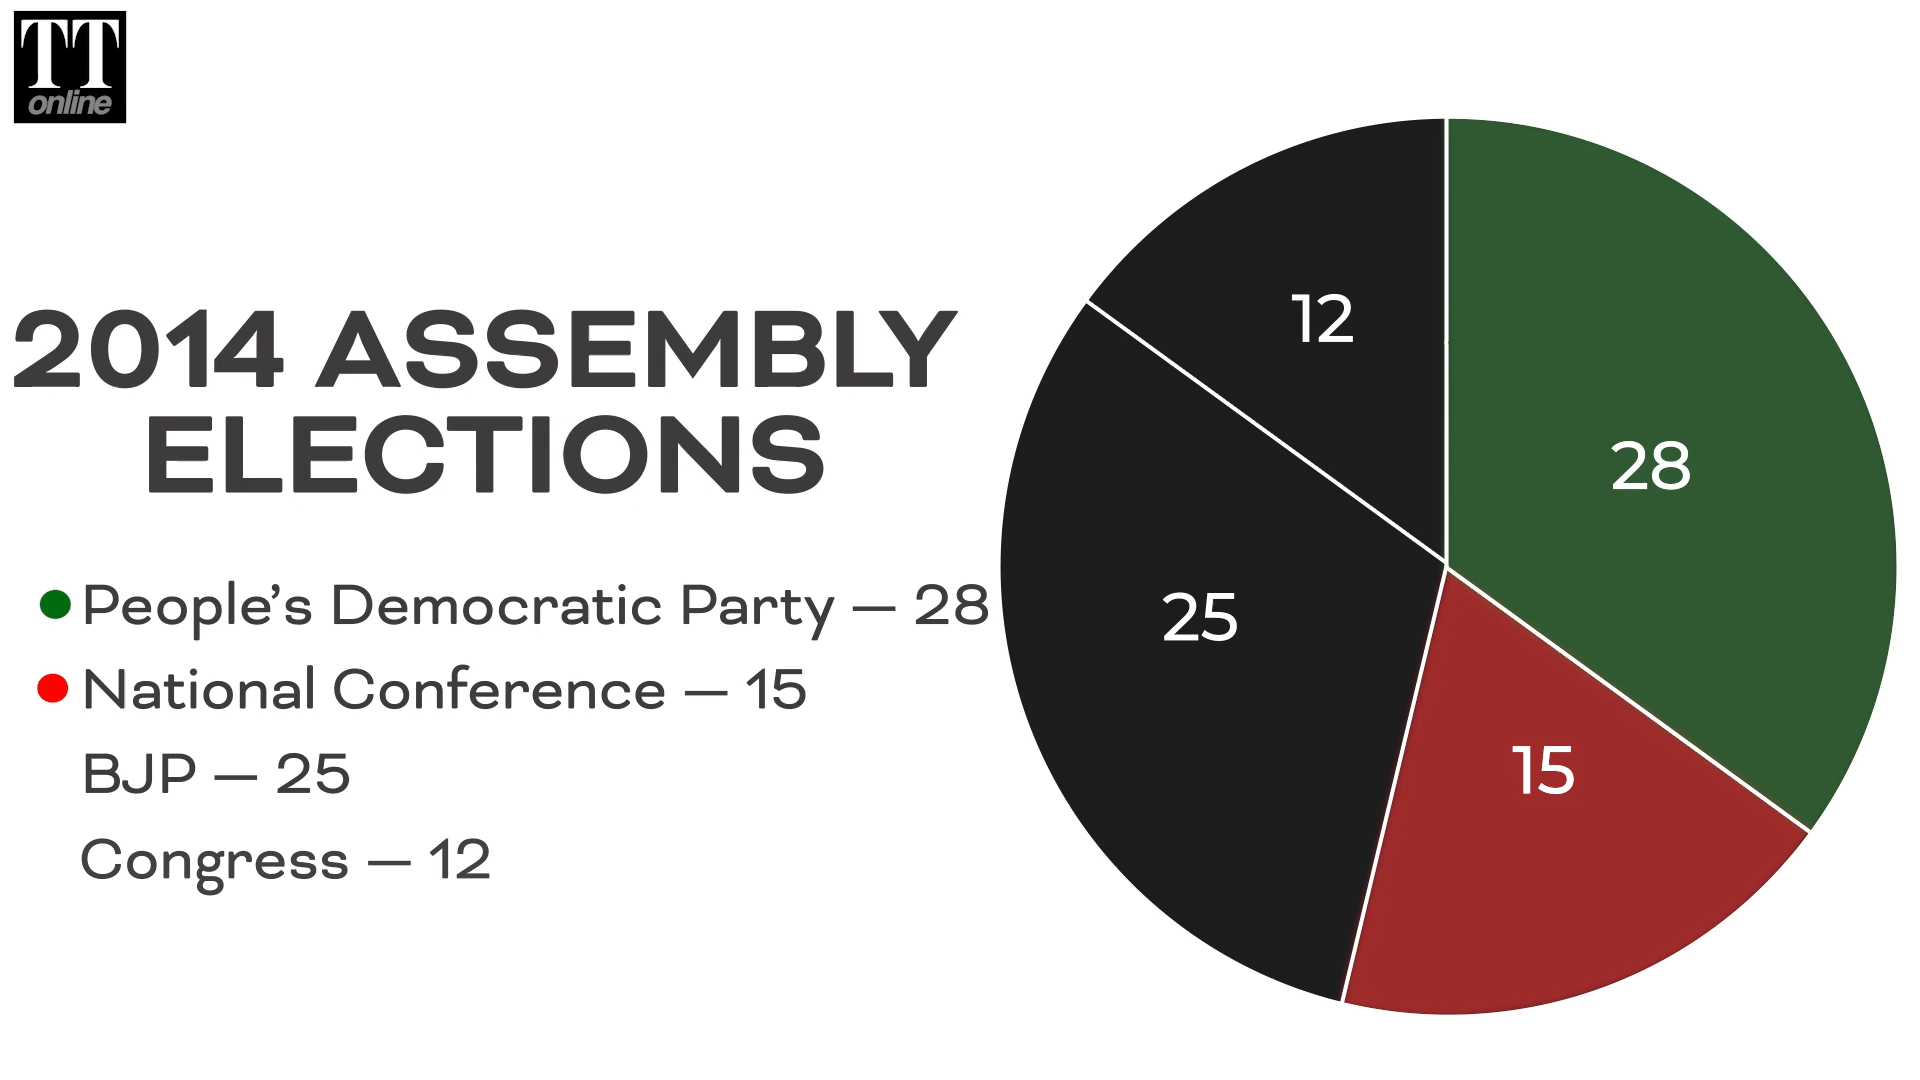 TT
online
2014 ASSEMBLY
ELECTIONS
People’s Democratic Party — 28
National Conference — 15
BJP — 25
Congress — 12
12
28
25
15